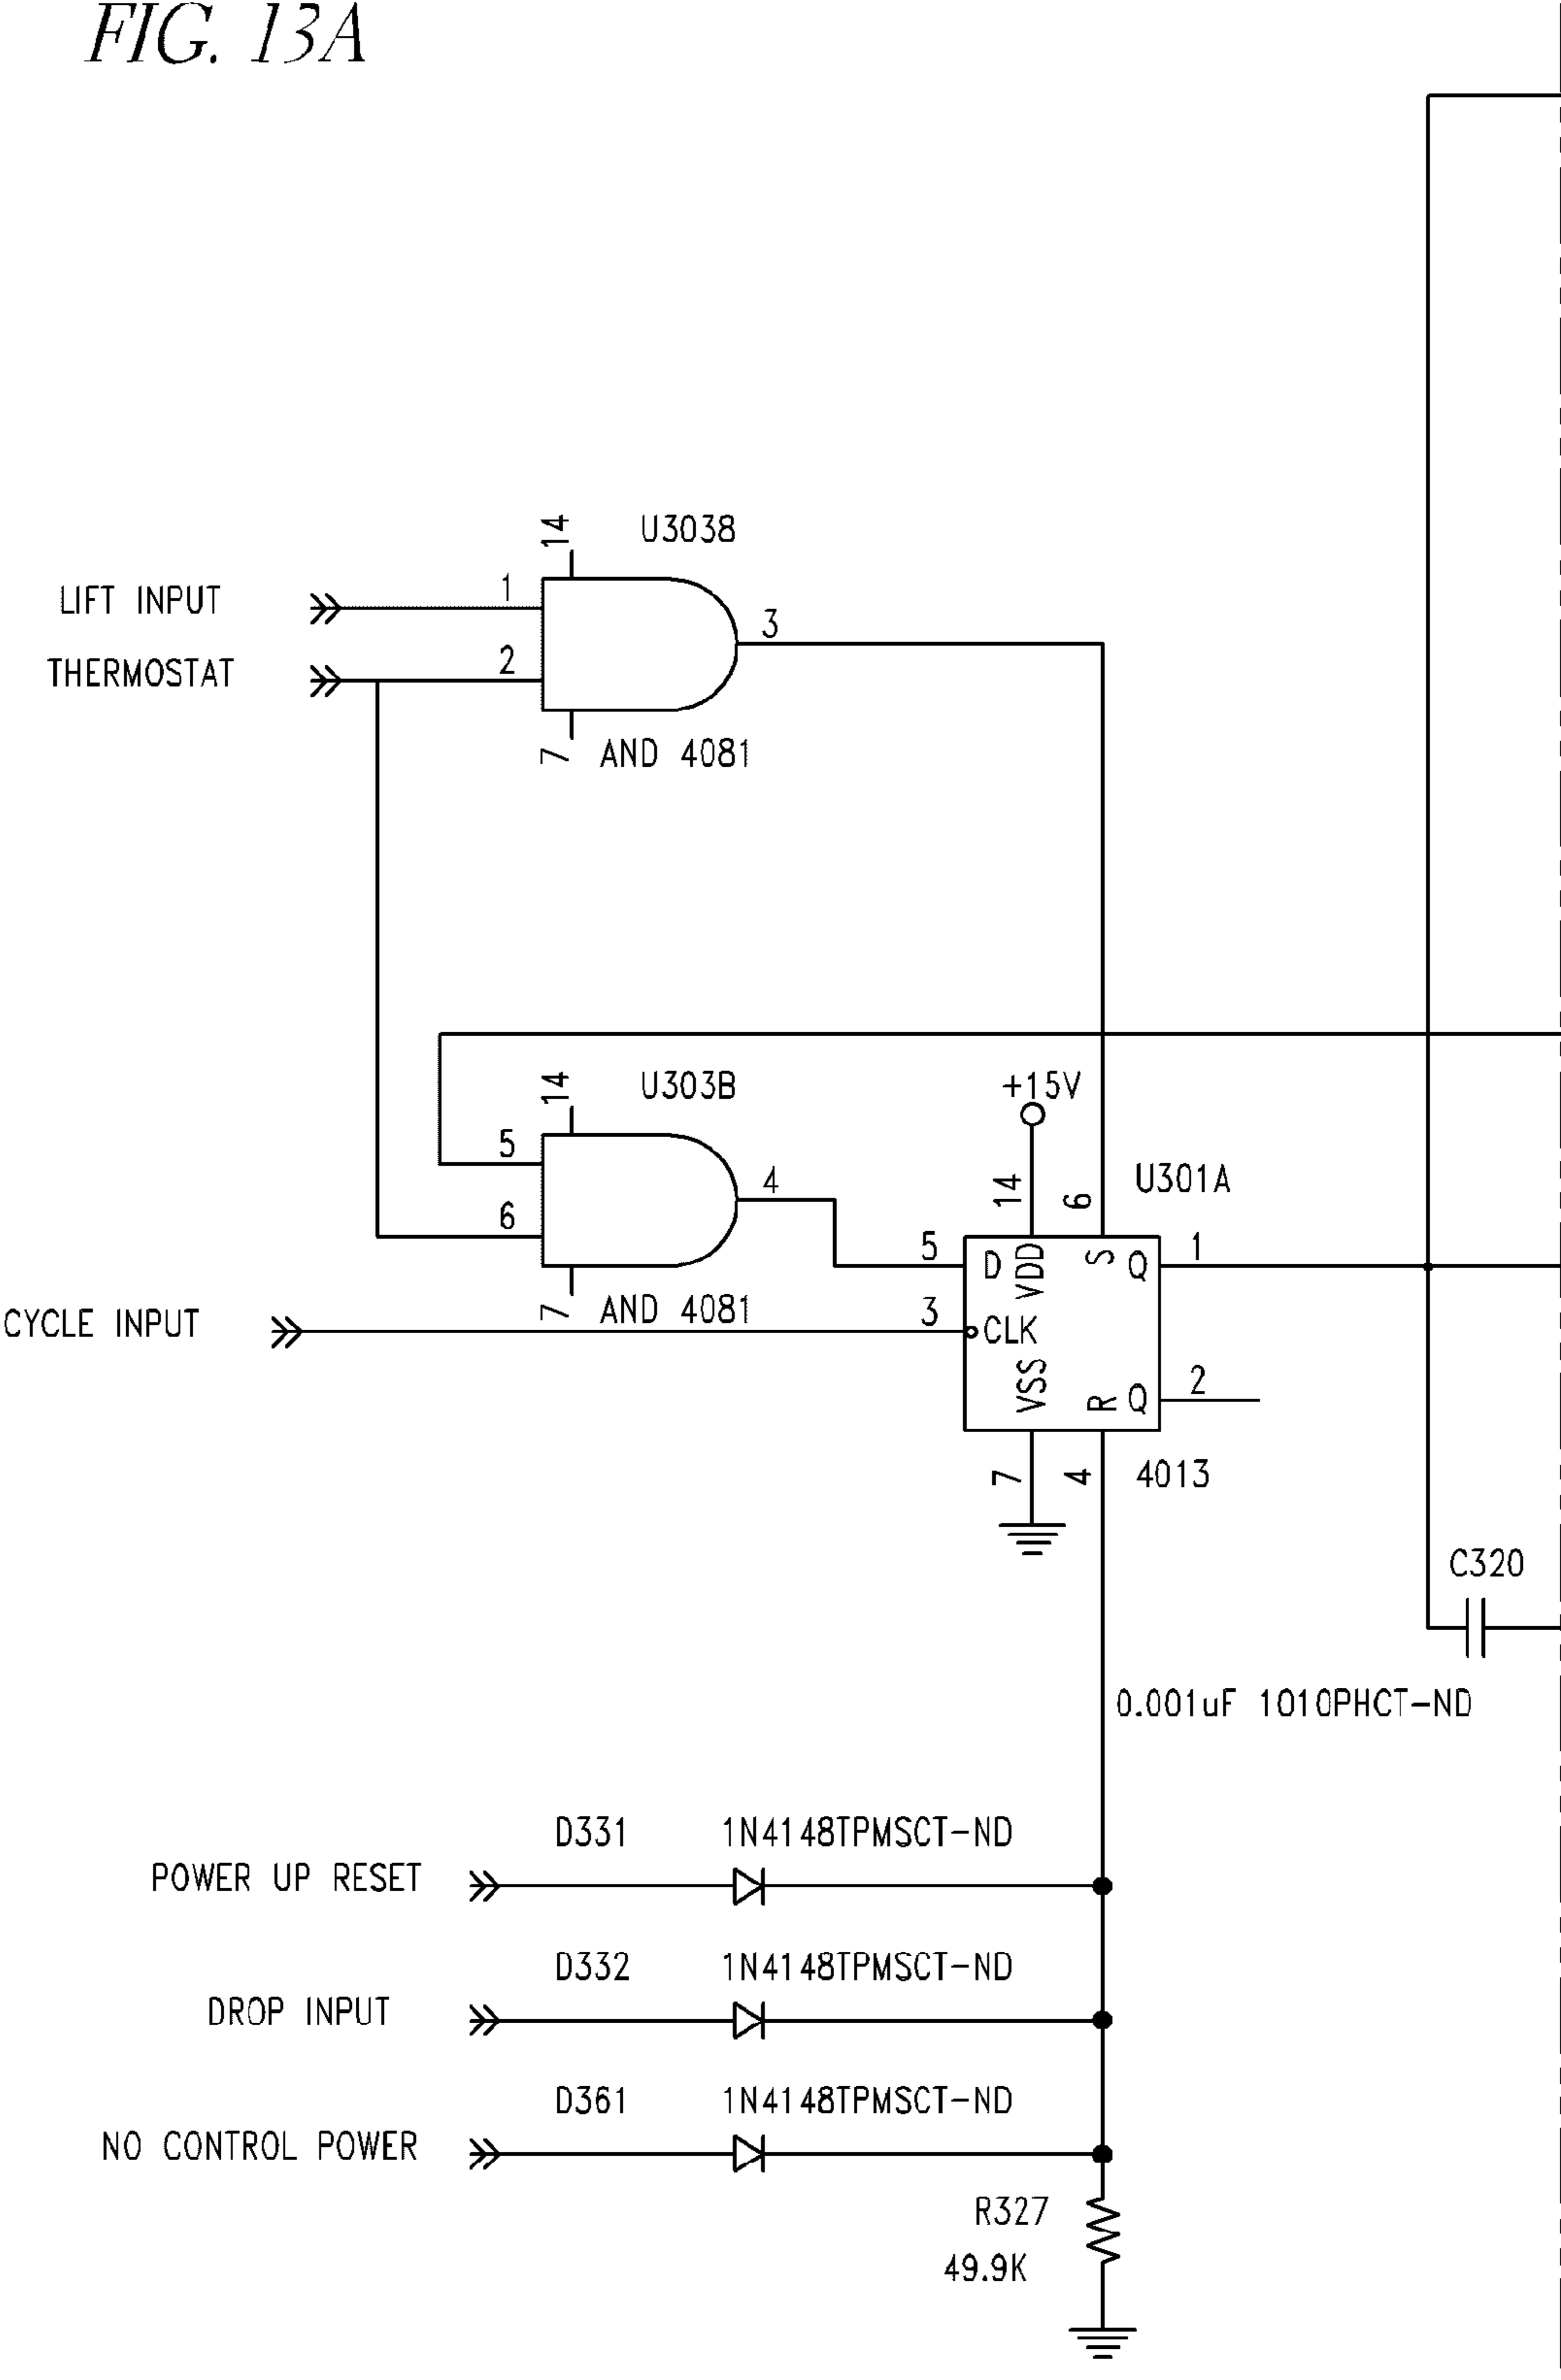 FIG. 13A
14
U3038
LIFT INPUT
1
3
THERMOSTAT
2
7
AND 4081
14
U303B
+15V
5
4
14
6
U301A
6
5
D
VDD
S
Q
1
7
AND 4081
CYCLE INPUT
3
CLK
VSS
R
Q
2
7
4
4013
C320
0.001uF 1010PHCT-ND
D331
1N4148TPMSCT-ND
POWER UP RESET
D332
1N4148TPMSCT-ND
DROP INPUT
D361
1N4148TPMSCT-ND
NO CONTROL POWER
R327
49.9K